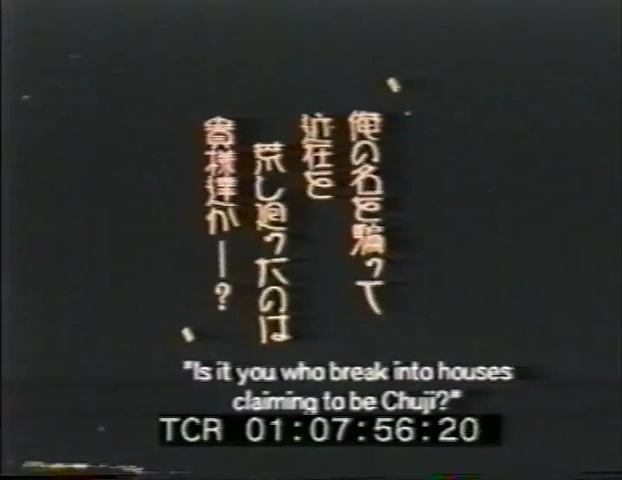 俺の名を騙って
近在を
荒し廻ったのは
貴様達か—?
"Is it you who break into houses
claiming to be Chuji?"
TCR 01:07:56:20